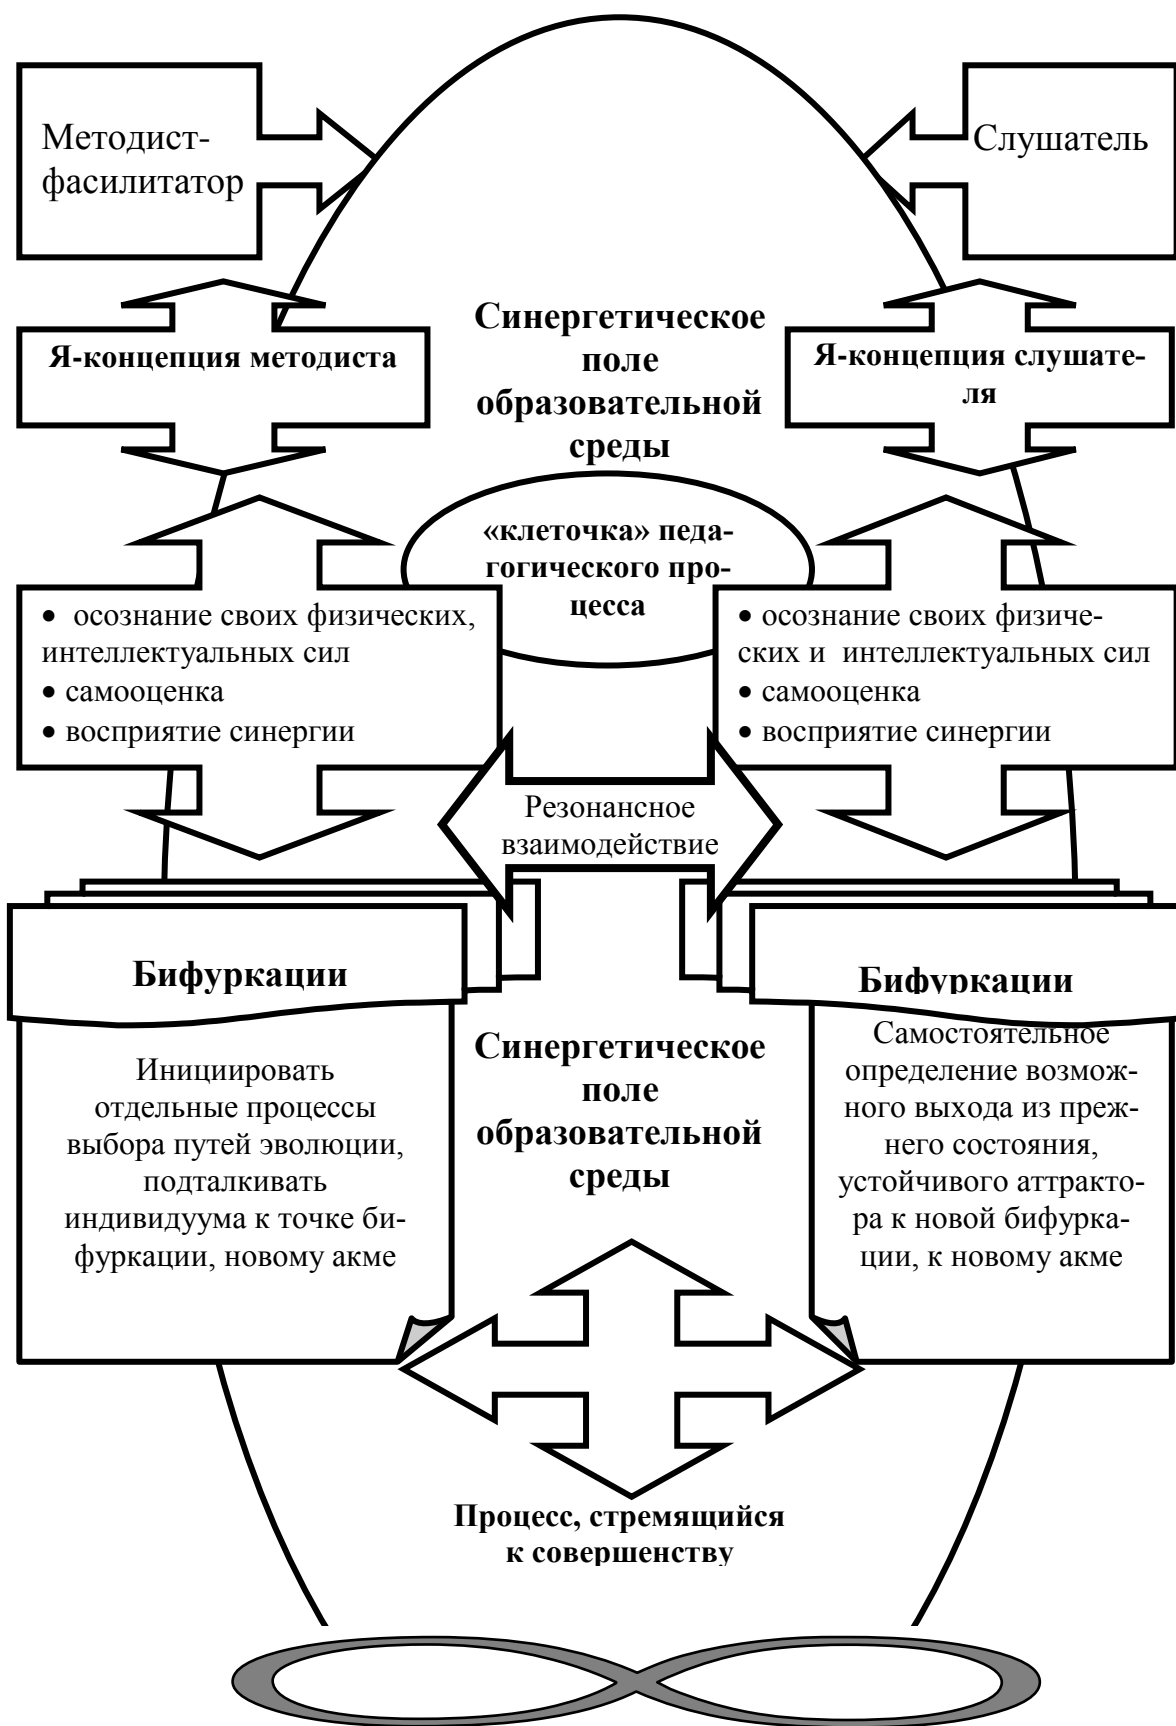 Методист-
фасилитатор
Слушатель
Я-концепция методиста
Синергетическое
поле
образовательной
среды
Я-концепция слушате-
ля
«клеточка» педа-
гогического про-
цесса
• осознание своих физических,
интеллектуальных сил
• самооценка
• восприятие синергии
• осознание своих физиче-
ских и интеллектуальных сил
• самооценка
• восприятие синергии
Резонансное
взаимодействие
Бифуркации
Бифуркации
Инициировать
отдельные процессы
выбора путей эволюции,
подталкивать
индивидуума к точке би-
фуркации, новому акме
Синергетическое
поле
образовательной
среды
Самостоятельное
определение возмож-
ного выхода из преж-
него состояния,
устойчивого аттракто-
ра к новой бифурка-
ции, к новому акме
Процесс, стремящийся
к совершенству